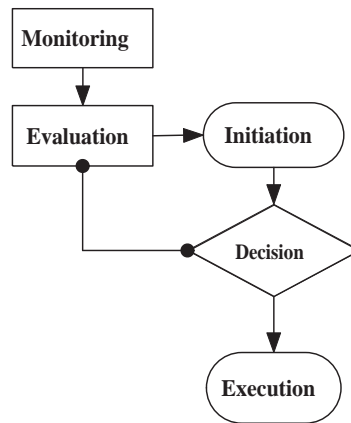 Monitoring
Evaluation
Initiation
Decision
Execution